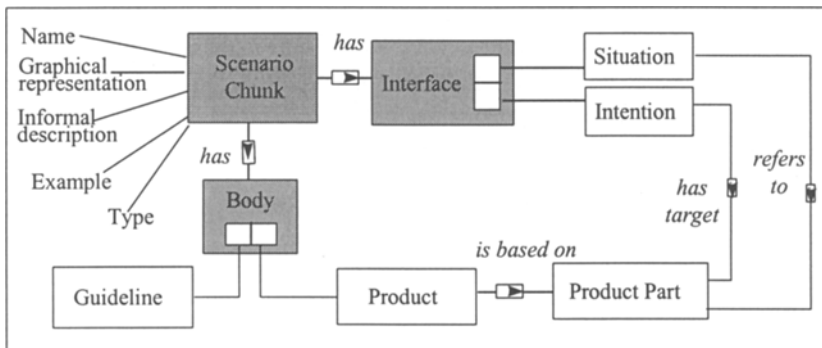 Name
Graphical
representation
Informal
description
Example
Type
Scenario
Chunk
has
Interface
Situation
Intention
has
Body
has
target
refers
to
is based on
Guideline
Product
Product Part